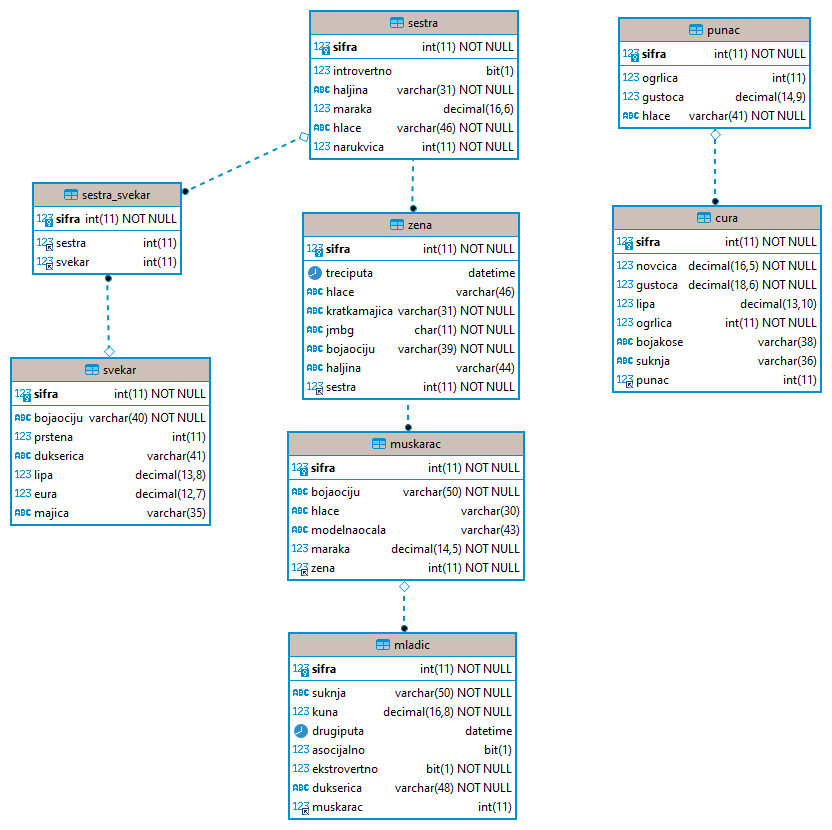 sestra
123 sifra int(11) NOT NULL
123 introvertno bit(1)
ABC haljina varchar(31) NOT NULL
123 maraka decimal(16,6)
ABC hlace varchar(46) NOT NULL
123 narukvica int(11) NOT NULL
punac
123 sifra int(11) NOT NULL
123 ogrlica int(11)
123 gustoca decimal(14,9)
ABC hlace varchar(41) NOT NULL
sestra_svekar
123 sifra int(11) NOT NULL
123 sestra int(11)
123 svekar int(11)
zena
123 sifra int(11) NOT NULL
treciputa datetime
ABC hlace varchar(46)
ABC kratkamajica varchar(31) NOT NULL
ABC jmbg char(11) NOT NULL
ABC bojaociju varchar(39) NOT NULL
ABC haljina varchar(44)
123 sestra int(11) NOT NULL
cura
123 sifra int(11) NOT NULL
123 novcica decimal(16,5) NOT NULL
123 gustoca decimal(18,6) NOT NULL
123 lipa decimal(13,10)
123 ogrlica int(11) NOT NULL
ABC bojakose varchar(38)
ABC suknja varchar(36)
123 punac int(11)
svekar
123 sifra int(11) NOT NULL
ABC bojaociju varchar(40) NOT NULL
123 prstena int(11)
ABC dukserica varchar(41)
123 lipa decimal(13,8)
123 eura decimal(12,7)
ABC majica varchar(35)
muskarac
123 sifra int(11) NOT NULL
ABC bojaociju varchar(50) NOT NULL
ABC hlace varchar(30)
ABC modelnaocala varchar(43)
123 maraka decimal(14,5) NOT NULL
123 zena int(11) NOT NULL
mladic
123 sifra int(11) NOT NULL
ABC suknja varchar(50) NOT NULL
123 kuna decimal(16,8) NOT NULL
drugiputa datetime
123 asocijalno bit(1)
123 ekstrovertno bit(1) NOT NULL
ABC dukserica varchar(48) NOT NULL
123 muskarac int(11)